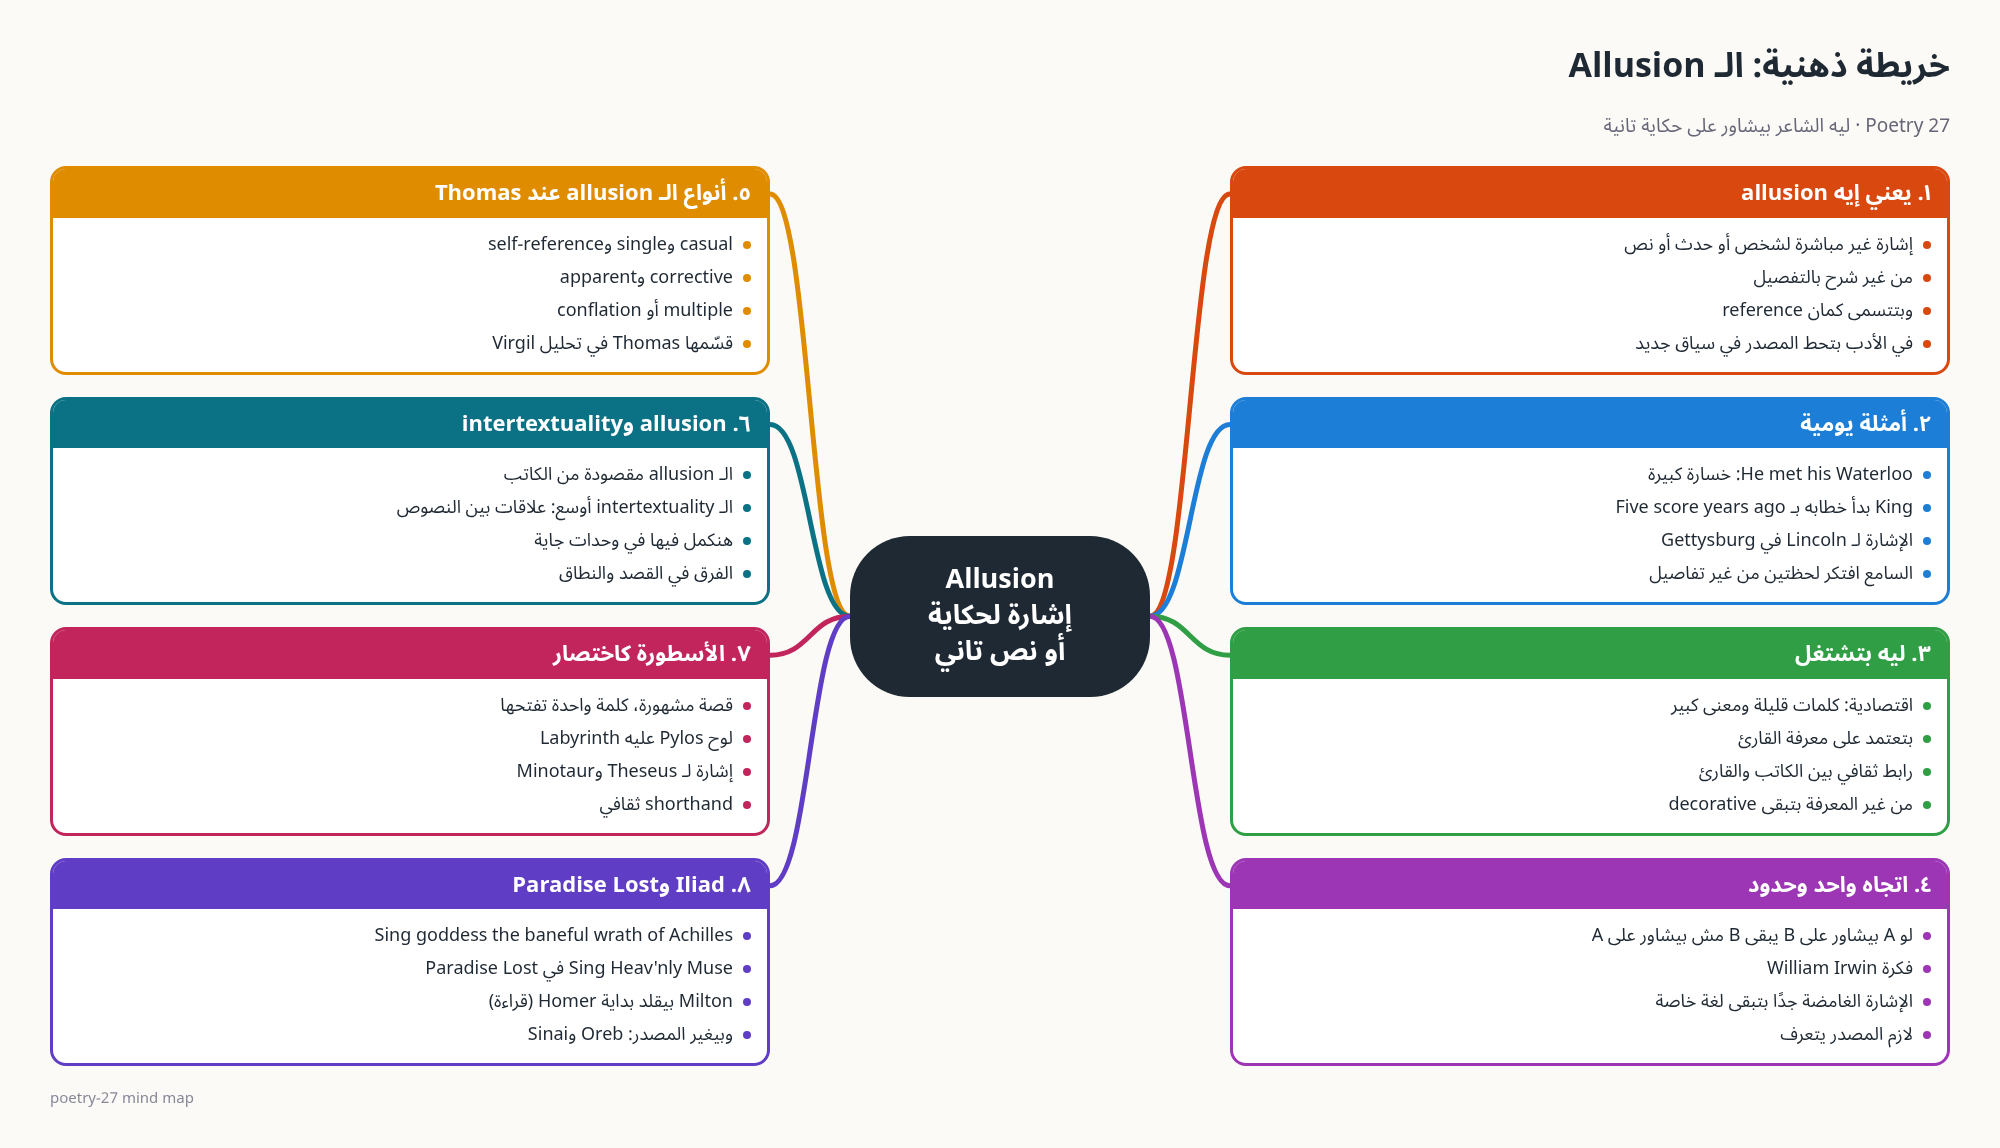 خريطة ذهنية: الـ Allusion
Poetry 27 · ليه الشاعر بيشاور على حكاية تانية
١. يعني إيه allusion
إشارة غير مباشرة لشخص أو حدث أو نص
من غير شرح بالتفصيل
وبتتسمى كمان reference
في الأدب بتحط المصدر في سياق جديد
٢. أمثلة يومية
He met his Waterloo: خسارة كبيرة
King بدأ خطابه بـ Five score years ago
الإشارة لـ Lincoln في Gettysburg
السامع افتكر لحظتين من غير تفاصيل
٣. ليه بتشتغل
اقتصادية: كلمات قليلة ومعنى كبير
بتعتمد على معرفة القارئ
رابط ثقافي بين الكاتب والقارئ
من غير المعرفة بتبقى decorative
٤. اتجاه واحد وحدود
لو A بيشاور على B يبقى B مش بيشاور على A
فكرة William Irwin
الإشارة الغامضة جدًا بتبقى لغة خاصة
لازم المصدر يتعرف
Allusion
إشارة لحكاية
أو نص تاني
٥. أنواع الـ allusion عند Thomas
casual وsingle وself-reference
corrective وapparent
multiple أو conflation
قسّمها Thomas في تحليل Virgil
٦. allusion وintertextuality
الـ allusion مقصودة من الكاتب
الـ intertextuality أوسع: علاقات بين النصوص
هنكمل فيها في وحدات جاية
الفرق في القصد والنطاق
٧. الأسطورة كاختصار
قصة مشهورة، كلمة واحدة تفتحها
لوح Pylos عليه Labyrinth
إشارة لـ Theseus وMinotaur
shorthand ثقافي
٨. Iliad وParadise Lost
Sing goddess the baneful wrath of Achilles
Sing Heav'nly Muse في Paradise Lost
Milton بيقلد بداية Homer (قراءة)
وبيغير المصدر: Oreb وSinai
poetry-27 mind map